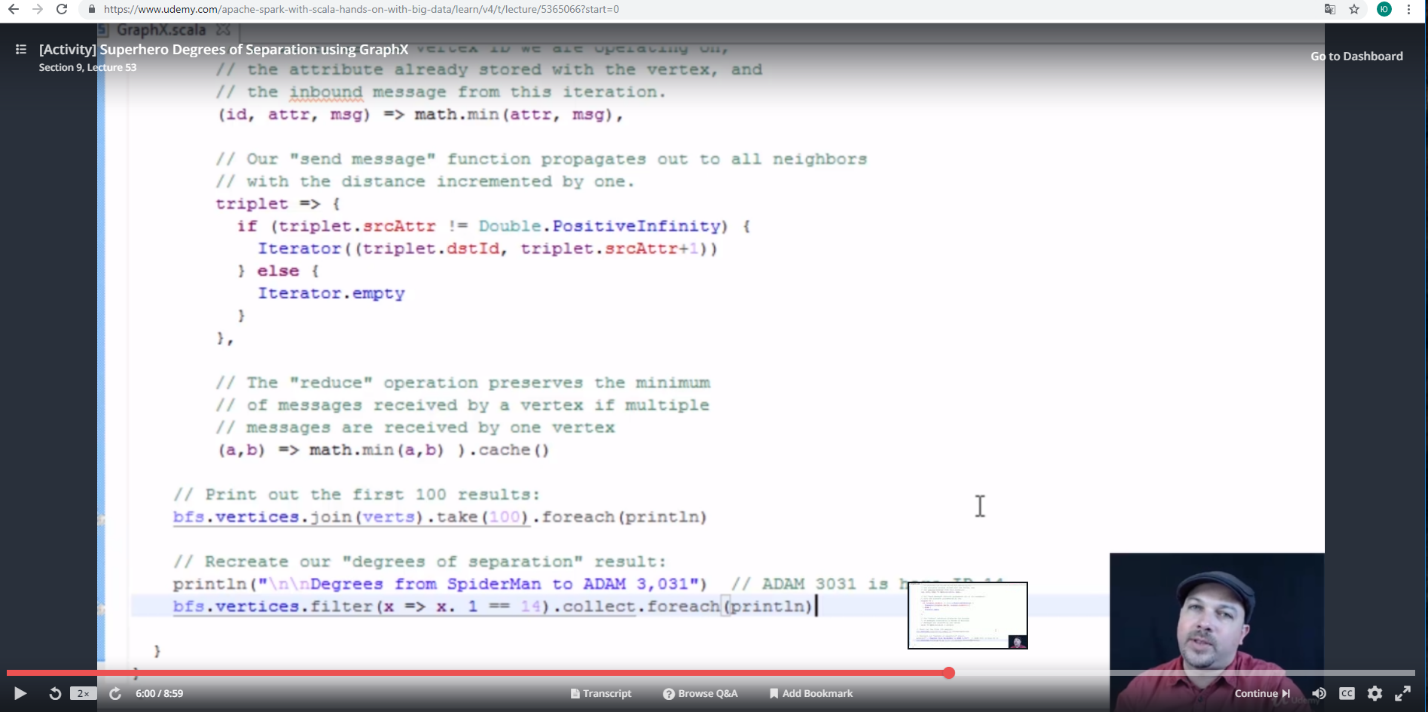 https://www.udemy.com/apache-spark-with-scala-hands-on-with-big-data/learn/v4/t/lecture/5365066?start=0
Ю
GraphX.scala
[Activity] Superhero Degrees of Separation using GraphX
Go to Dashboard
Section 9, Lecture 53
vertex ID we are operating on,
// the attribute already stored with the vertex, and
// the inbound message from this iteration.
(id, attr, msg) => math.min(attr, msg),
// Our "send message" function propagates out to all neighbors
// with the distance incremented by one.
triplet => {
if (triplet.srcAttr != Double.PositiveInfinity) {
Iterator((triplet.dstId, triplet.srcAttr+1))
} else {
Iterator.empty
}
},
// The "reduce" operation preserves the minimum
// of messages received by a vertex if multiple
// messages are received by one vertex
(a,b) => math.min(a,b) ).cache()
// Print out the first 100 results:
bfs.vertices.join(verts).take(100).foreach(println)
// Recreate our "degrees of separation" result:
println("\n\nDegrees from SpiderMan to ADAM 3,031") // ADAM 3031 is
bfs.vertices.filter(x => x._1 == 14).collect.foreach(println)
}
2x
6:00 / 8:59
Transcript
Browse Q&A
Add Bookmark
Continue
CC